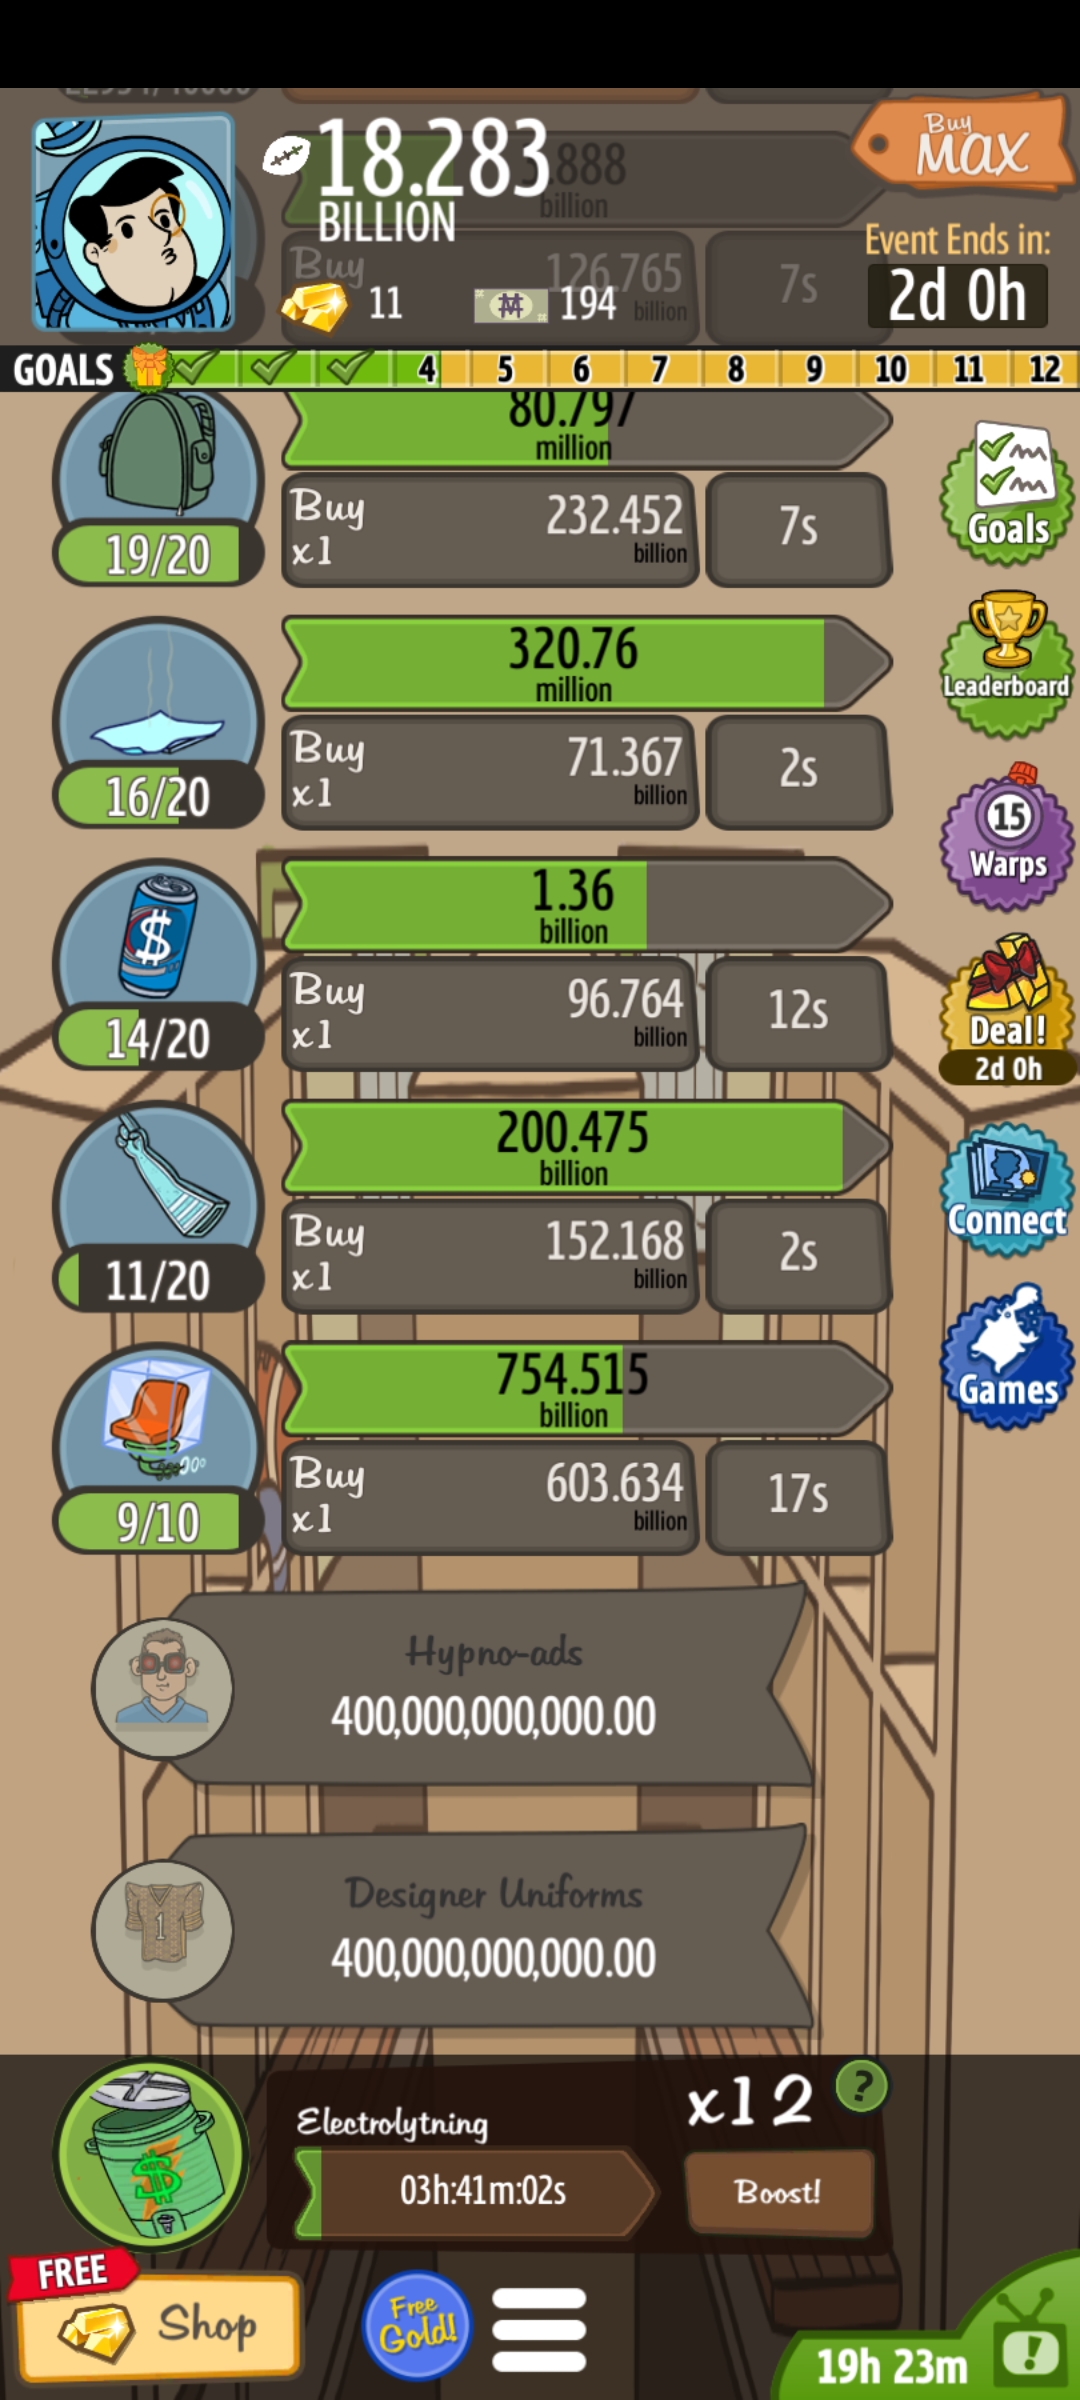 18.283
BILLION
.888
billion
Buy
MAX
Event Ends in:
2d 0h
Buy
126.765
billion
7s
11
194
GOALS
4 5 6 7 8 9 10 11 12
80.797
million
19/20
Buy
x1
232.452
billion
7s
Goals
320.76
million
16/20
Buy
x1
71.367
billion
2s
Leaderboard
15
Warps
1.36
billion
14/20
Buy
x1
96.764
billion
12s
Deal!
2d 0h
200.475
billion
11/20
Buy
x1
152.168
billion
2s
Connect
754.515
billion
9/10
Buy
x1
603.634
billion
17s
Games
Hypno-ads
400,000,000,000.00
1
Designer Uniforms
400,000,000,000.00
Electrolytning
x12
?
03h:41m:02s
Boost!
FREE
Shop
Free
Gold!
19h 23m
!